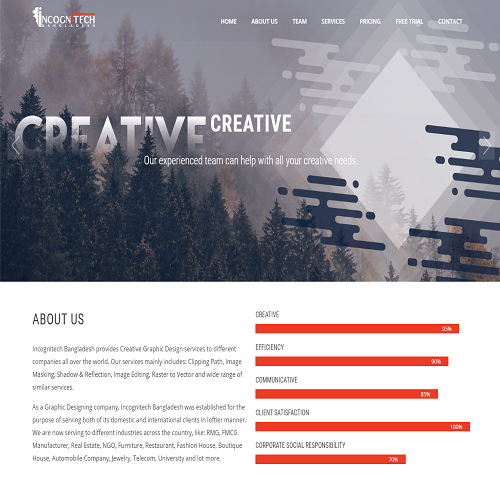 INCOGNITECH
BANGLADESH
HOME ABOUT US TEAM SERVICES PRICING FREE TRIAL CONTACT
CREATIVE CREATIVE
Our experienced team can help with all your creative needs.
ABOUT US
Incognitech Bangladesh provides Creative Graphic Design services to different
companies all over the world. Our services mainly includes: Clipping Path, Image
Masking, Shadow & Reflection, Image Editing, Raster to Vector and wide range of
similar services.
As a Graphic Designing company, Incognitech Bangladesh was established for the
purpose of serving both of its domestic and international clients in loftier manner.
We are now serving to different industries across the country, like: RMG, FMCG
Manufacturer, Real Estate, NGO, Furniture, Restaurant, Fashion House, Boutique
House, Automobile Company, Jewelry, Telecom, University and lot more.
CREATIVE
95%
EFFICIENCY
90%
COMMUNICATIVE
85%
CLIENT SATISFACTION
100%
CORPORATE SOCIAL RESPONSIBILITY
70%